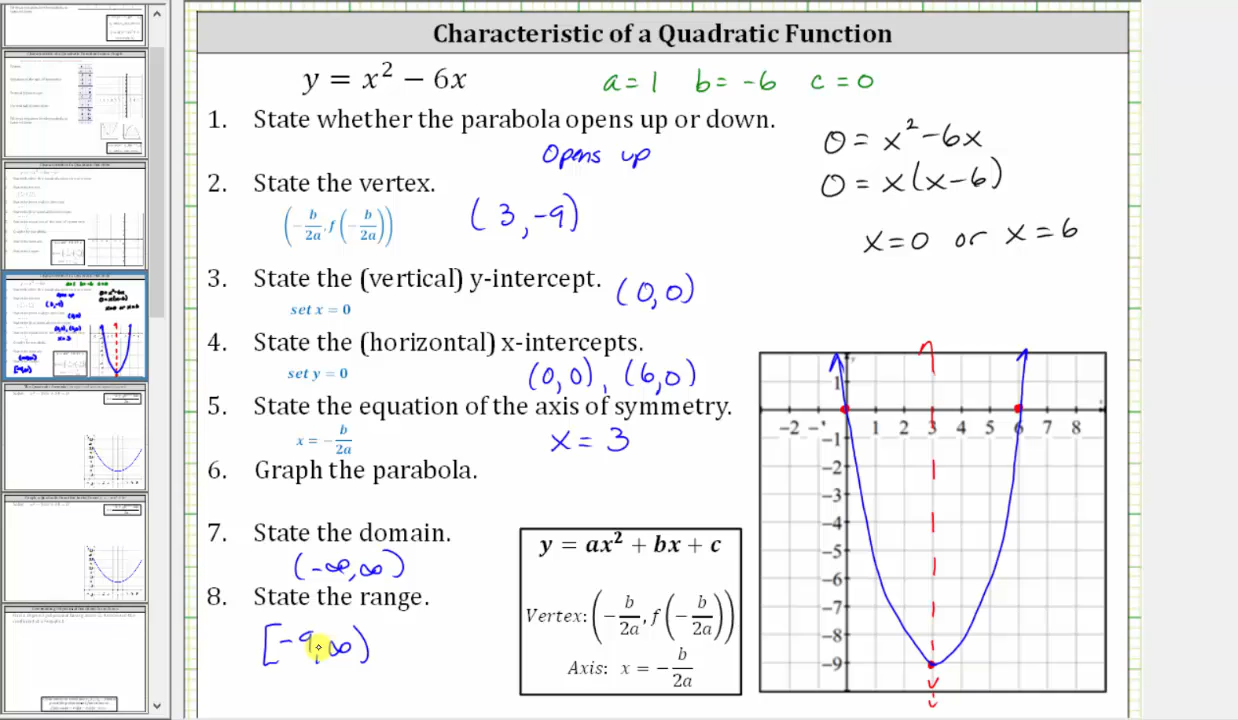 Characteristic of a Quadratic Function
y = x² − 6x a = 1 b = -6 c = 0
1. State whether the parabola opens up or down.
Opens up
0 = x² - 6x
2. State the vertex.
(-b/2a, f(-b/2a)) (3, -9)
0 = x(x-6)
x = 0 or x = 6
3. State the (vertical) y-intercept. (0,0)
set x = 0
4. State the (horizontal) x-intercepts.
set y = 0 (0,0), (6,0)
5. State the equation of the axis of symmetry.
x = -b/2a x = 3
6. Graph the parabola.
7. State the domain.
(-∞, ∞)
8. State the range.
[-9, ∞)
y = ax² + bx + c
Vertex: (-b/2a, f(-b/2a))
Axis: x = -b/2a
1
-2 - 1 2 3 4 5 6 7 8
-1
-2
-3
-4
-5
-6
-7
-8
-9